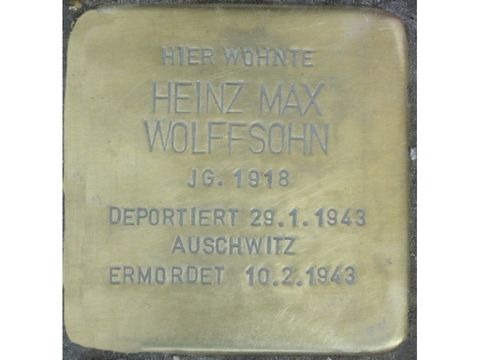 HIER WOHNTE
HEINZ MAX
WOLFFSOHN
JG. 1918
DEPORTIERT 29.1.1943
AUSCHWITZ
ERMORDET 10.2.1943